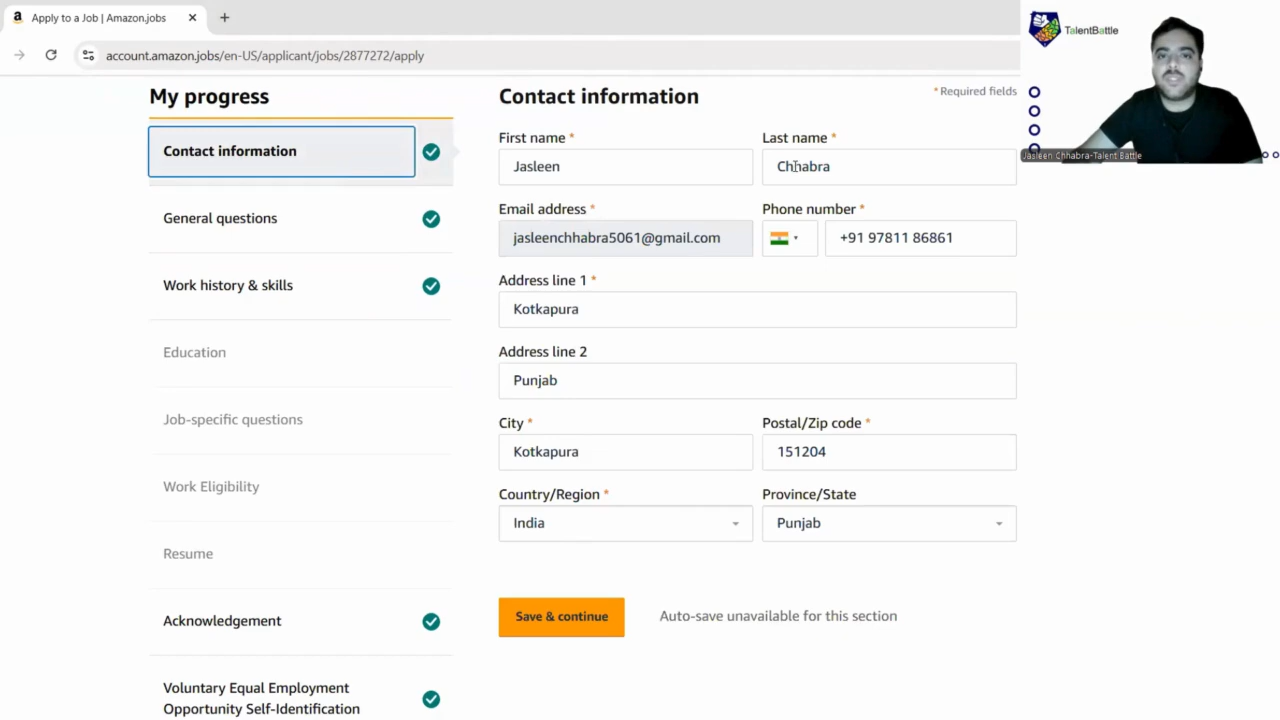 Apply to a Job | Amazon.jobs
account.amazon.jobs/en-US/applicant/jobs/2877272/apply
TalentBattle
Jasleen Chhabra-Talent Battle
My progress
Contact information
General questions
Work history & skills
Education
Job-specific questions
Work Eligibility
Resume
Acknowledgement
Voluntary Equal Employment
Opportunity Self-Identification
Contact information
* Required fields
First name *
Last name *
Jasleen
Chhabra
Email address *
Phone number *
jasleenchhabra5061@gmail.com
+91 97811 86861
Address line 1 *
Kotkapura
Address line 2
Punjab
City *
Postal/Zip code *
Kotkapura
151204
Country/Region *
Province/State
India
Punjab
Save & continue
Auto-save unavailable for this section